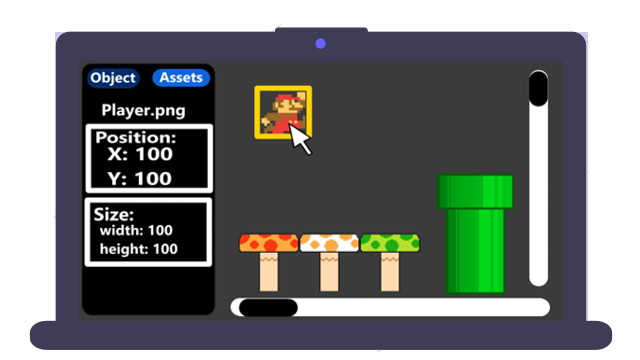 Object Assets
Player.png
Position:
X: 100
Y: 100
Size:
width: 100
height: 100